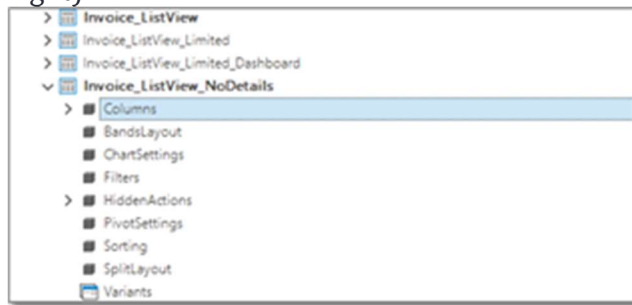 Invoice_ListView
Invoice_ListView_Limited
Invoice_ListView_Limited_Dashboard
Invoice_ListView_NoDetails
Columns
BandsLayout
ChartSettings
Filters
HiddenActions
PivotSettings
Sorting
SplitLayout
Variants